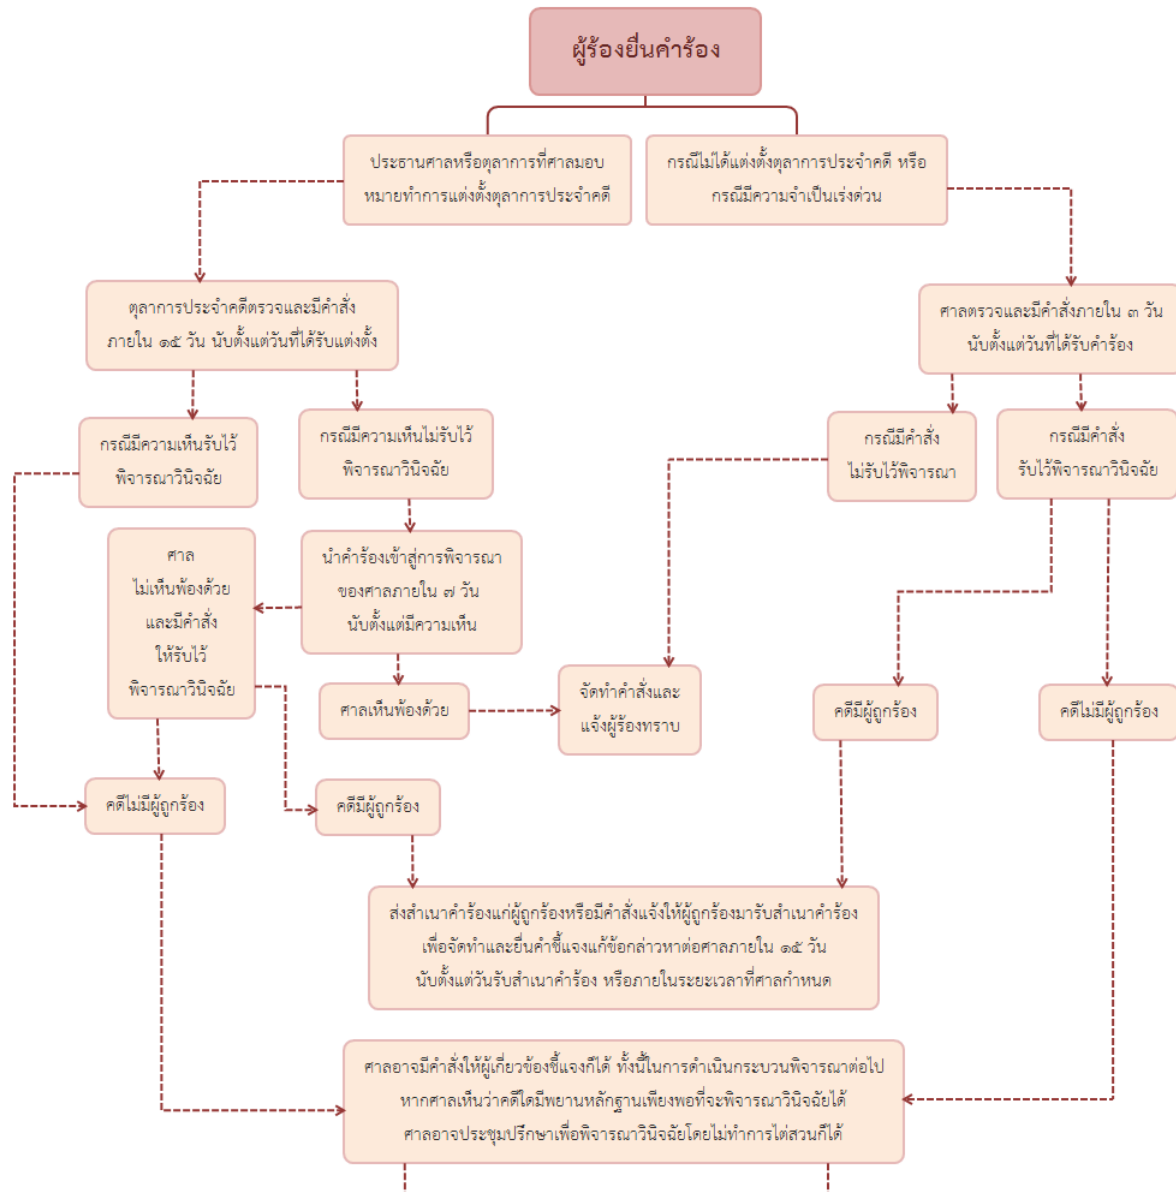 ผู้ร้องยื่นคำร้อง
ประธานศาลหรือตุลาการที่ศาลมอบ
หมายทำการแต่งตั้งตุลาการประจำคดี
กรณีไม่ได้แต่งตั้งตุลาการประจำคดี หรือ
กรณีมีความจำเป็นเร่งด่วน
ตุลาการประจำคดีตรวจและมีคำสั่ง
ภายใน ๑๕ วัน นับตั้งแต่วันที่ได้รับแต่งตั้ง
ศาลตรวจและมีคำสั่งภายใน ๓ วัน
นับตั้งแต่วันที่ได้รับคำร้อง
กรณีมีความเห็นรับไว้
พิจารณาวินิจฉัย
กรณีมีความเห็นไม่รับไว้
พิจารณาวินิจฉัย
กรณีมีคำสั่ง
ไม่รับไว้พิจารณา
กรณีมีคำสั่ง
รับไว้พิจารณาวินิจฉัย
ศาล
ไม่เห็นพ้องด้วย
และมีคำสั่ง
ให้รับไว้
พิจารณาวินิจฉัย
นำคำร้องเข้าสู่การพิจารณา
ของศาลภายใน ๗ วัน
นับตั้งแต่มีความเห็น
ศาลเห็นพ้องด้วย
จัดทำคำสั่งและ
แจ้งผู้ร้องทราบ
คดีมีผู้ถูกร้อง
คดีไม่มีผู้ถูกร้อง
คดีไม่มีผู้ถูกร้อง
คดีมีผู้ถูกร้อง
ส่งสำเนาคำร้องแก่ผู้ถูกร้องหรือมีคำสั่งแจ้งให้ผู้ถูกร้องมารับสำเนาคำร้อง
เพื่อจัดทำและยื่นคำชี้แจงแก้ข้อกล่าวหาต่อศาลภายใน ๑๕ วัน
นับตั้งแต่วันรับสำเนาคำร้อง หรือภายในระยะเวลาที่ศาลกำหนด
ศาลอาจมีคำสั่งให้ผู้เกี่ยวข้องชี้แจงก็ได้ ทั้งนี้ในการดำเนินกระบวนพิจารณาต่อไป
หากศาลเห็นว่าคดีใดมีพยานหลักฐานเพียงพอที่จะพิจารณาวินิจฉัยได้
ศาลอาจประชุมปรึกษาเพื่อพิจารณาวินิจฉัยโดยไม่ทำการไต่สวนก็ได้